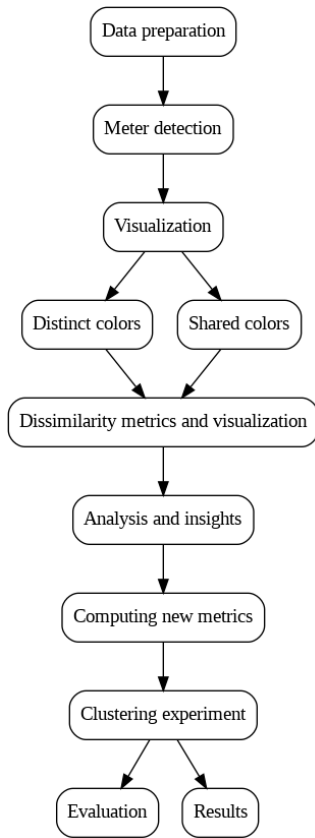 Data preparation
Meter detection
Visualization
Distinct colors
Shared colors
Dissimilarity metrics and visualization
Analysis and insights
Computing new metrics
Clustering experiment
Evaluation
Results